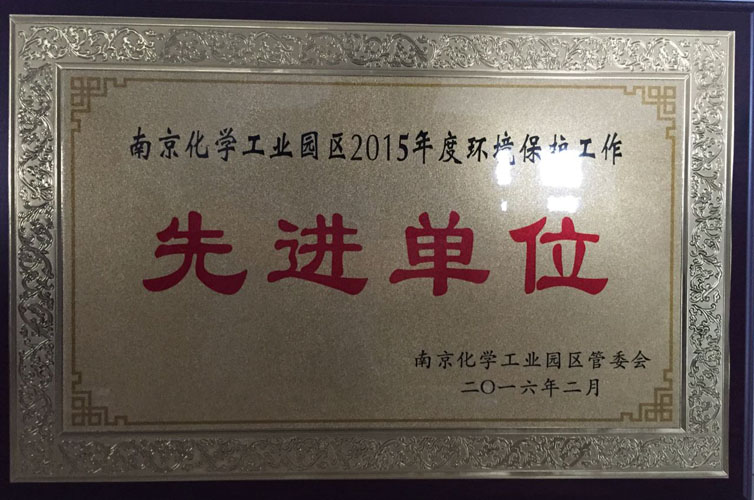 南京化学工业园区2015年度环境保护工作
先进单位
南京化学工业园区管委会
二〇一六年二月